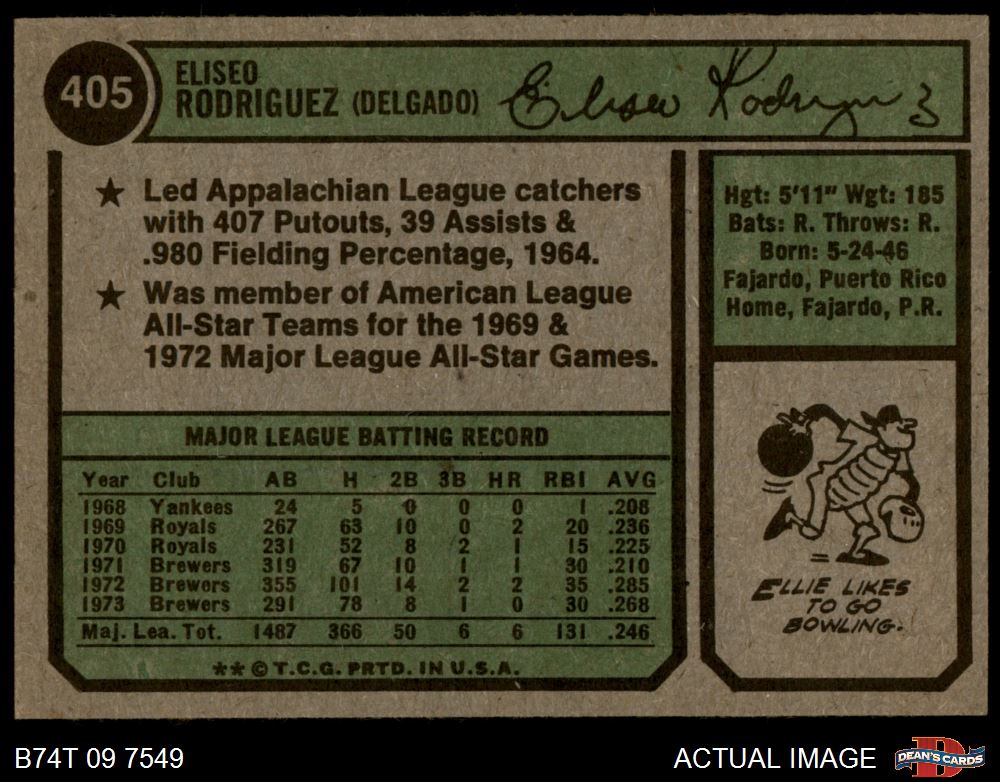 405
ELISEO
RODRIGUEZ (DELGADO)
Eliseo Rodriguez
★ Led Appalachian League catchers
with 407 Putouts, 39 Assists &
.980 Fielding Percentage, 1964.
★ Was member of American League
All-Star Teams for the 1969 &
1972 Major League All-Star Games.
Hgt: 5'11" Wgt: 185
Bats: R. Throws: R.
Born: 5-24-46
Fajardo, Puerto Rico
Home, Fajardo, P.R.
MAJOR LEAGUE BATTING RECORD
Year Club AB H 2B 3B HR RBI AVG
1968 Yankees 24 5 0 0 0 1 .208
1969 Royals 267 63 10 0 2 20 .236
1970 Royals 231 52 8 2 1 15 .225
1971 Brewers 319 67 10 1 1 30 .210
1972 Brewers 355 101 14 2 2 35 .285
1973 Brewers 291 78 8 1 0 30 .268
Maj. Lea. Tot. 1487 366 50 6 6 131 .246
**© T.C.G. PRTD. IN U.S.A.
ELLIE LIKES
TO GO
BOWLING.
B74T 09 7549
ACTUAL IMAGE
D
DEAN'S CARDS